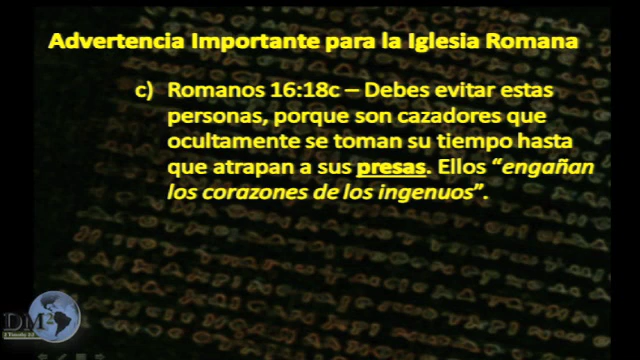 Advertencia Importante para la Iglesia Romana
c) Romanos 16:18c – Debes evitar estas
personas, porque son cazadores que
ocultamente se toman su tiempo hasta
que atrapan a sus presas. Ellos “engañan
los corazones de los ingenuos”.
DM2